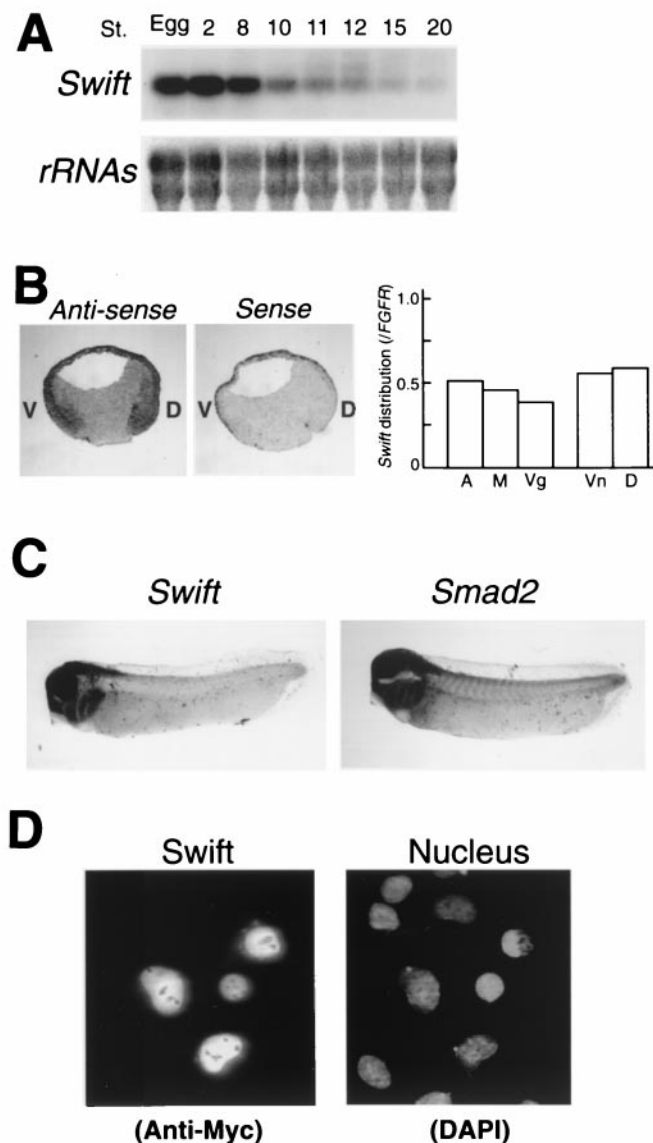 A
St. Egg 2 8 10 11 12 15 20
Swift
rRNAs
B
Anti-sense Sense
V D V D
Swift distribution (/FGFR)
1.0
0.5
0
A M Vg Vn D
C
Swift Smad2
D
Swift Nucleus
(Anti-Myc) (DAPI)